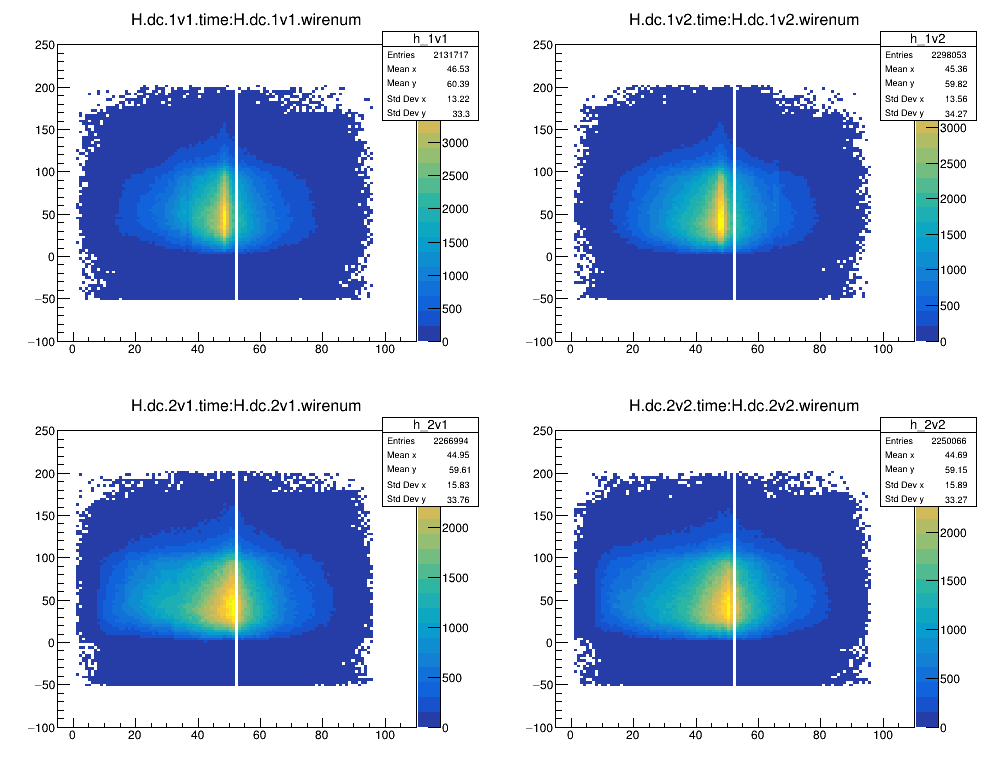 H.dc.1v1.time:H.dc.1v1.wirenum
h_1v1
Entries 2131717
Mean x 46.53
Mean y 60.39
Std Dev x 13.22
Std Dev y 33.3
250
200
150
100
50
0
−50
−100
0 20 40 60 80 100
3000
2500
2000
1500
1000
500
0
H.dc.1v2.time:H.dc.1v2.wirenum
h_1v2
Entries 2298053
Mean x 45.36
Mean y 59.82
Std Dev x 13.56
Std Dev y 34.27
250
200
150
100
50
0
−50
−100
0 20 40 60 80 100
3000
2500
2000
1500
1000
500
0
H.dc.2v1.time:H.dc.2v1.wirenum
h_2v1
Entries 2266994
Mean x 44.95
Mean y 59.61
Std Dev x 15.83
Std Dev y 33.76
250
200
150
100
50
0
−50
−100
0 20 40 60 80 100
2000
1500
1000
500
0
H.dc.2v2.time:H.dc.2v2.wirenum
h_2v2
Entries 2250066
Mean x 44.69
Mean y 59.15
Std Dev x 15.89
Std Dev y 33.27
250
200
150
100
50
0
−50
−100
0 20 40 60 80 100
2000
1500
1000
500
0